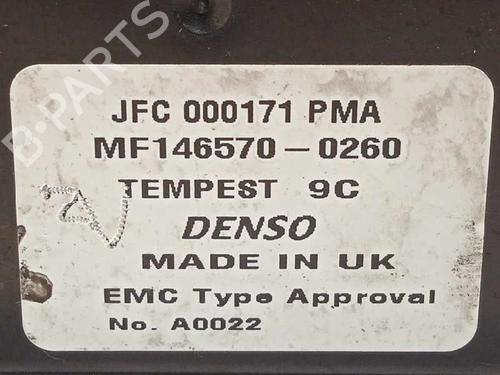 B-PARTS
JFC 000171 PMA
MF146570-0260
TEMPEST 9C
DENSO
MADE IN UK
EMC Type Approval
No. A0022